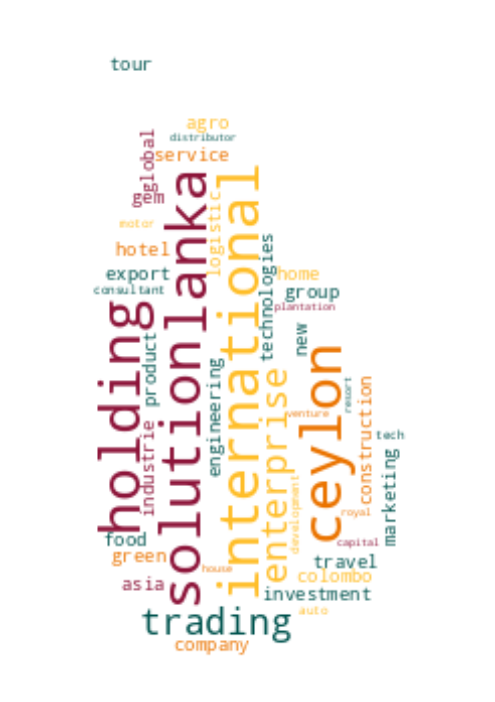 tour
agro
distributor
global
service
gem
solution
lanka
international
logistic
motor
hotel
technologies
export
home
consultant
group
holding
plantation
product
new
ceylon
engineering
enterprise
resort
construction
venture
industrie
tech
marketing
development
royal
food
capital
green
travel
house
colombo
asia
investment
trading
auto
company